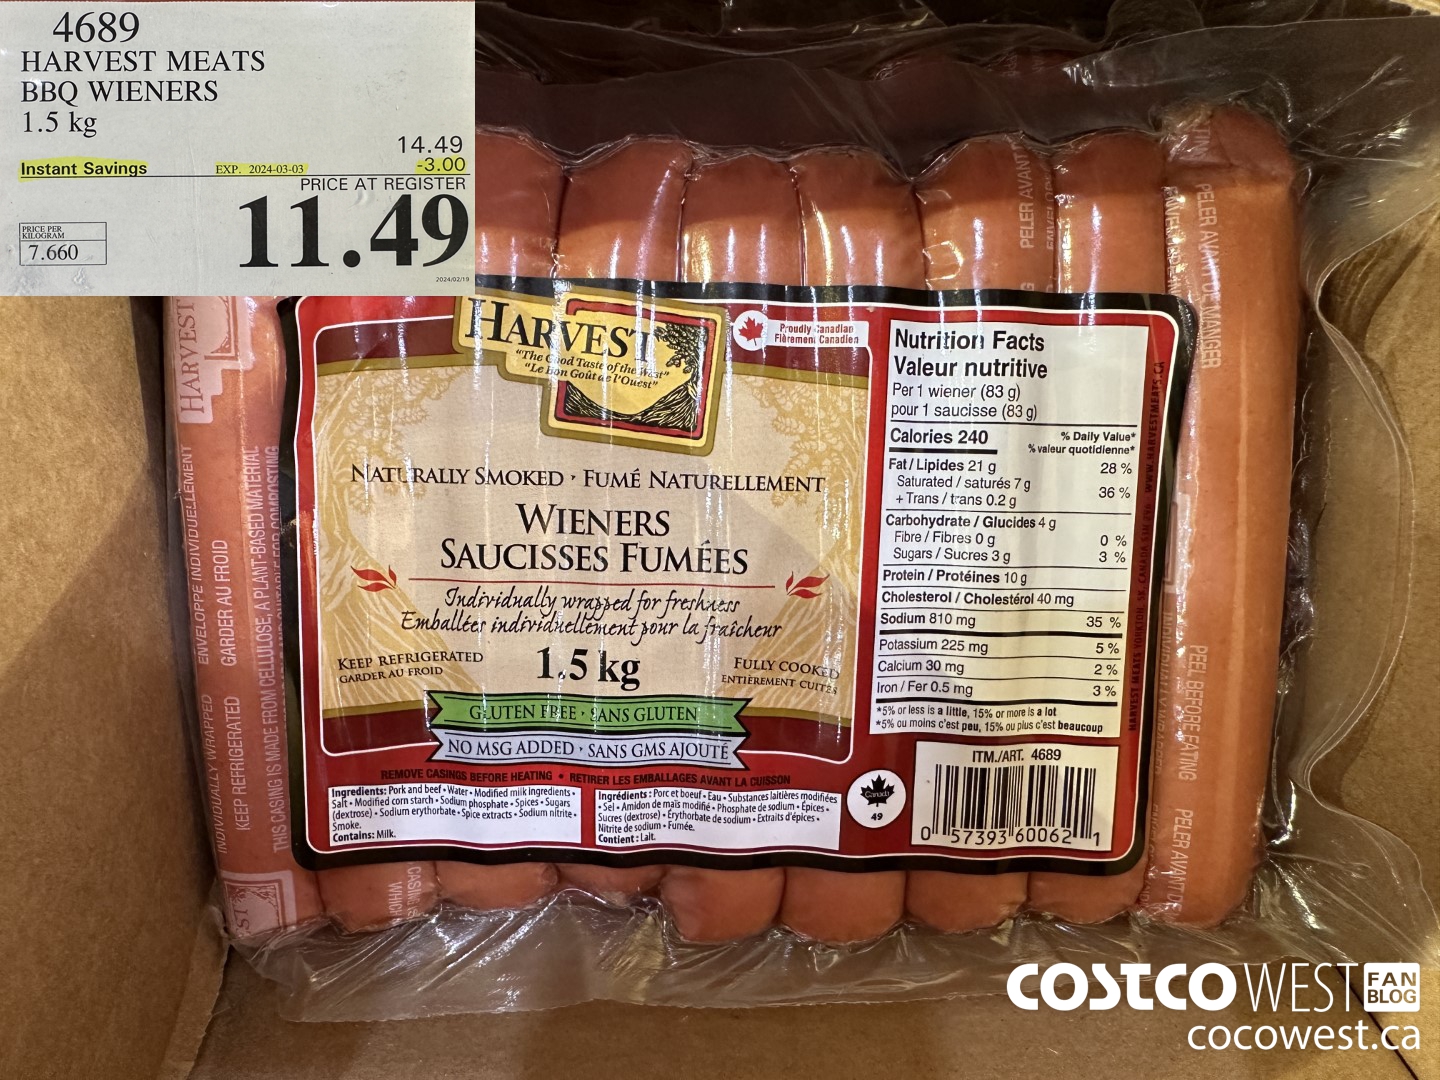 4689
HARVEST MEATS
BBQ WIENERS
1.5 kg
14.49
Instant Savings EXP. 2024-03-03 -3.00
PRICE AT REGISTER
11.49
PRICE PER
KILOGRAM
7.660
2024/02/19
HARVEST
"The Good Taste of the West"
"Le Bon Goût de l'Ouest"
Proudly Canadian
Fièrement Canadien
NATURALLY SMOKED · FUMÉ NATURELLEMENT
WIENERS
SAUCISSES FUMÉES
Individually wrapped for freshness
Emballées individuellement pour la fraîcheur
KEEP REFRIGERATED
GARDER AU FROID
1.5 kg
FULLY COOKED
ENTIÈREMENT CUITES
GLUTEN FREE · SANS GLUTEN
NO MSG ADDED · SANS GMS AJOUTÉ
REMOVE CASINGS BEFORE HEATING • RETIRER LES EMBALLAGES AVANT LA CUISSON
Ingredients: Pork and beef • Water • Modified milk ingredients •
Salt • Modified corn starch • Sodium phosphate • Spices • Sugars
(dextrose) • Sodium erythorbate • Spice extracts • Sodium nitrite •
Smoke.
Contains: Milk.
Ingrédients : Porc et boeuf • Eau • Substances laitières modifiées
• Sel • Amidon de maïs modifié • Phosphate de sodium • Épices •
Sucres (dextrose) • Érythorbate de sodium • Extraits d'épices •
Nitrite de sodium • Fumée.
Contient : Lait.
Canada
49
Nutrition Facts
Valeur nutritive
Per 1 wiener (83 g)
pour 1 saucisse (83 g)
Calories 240
% Daily Value*
% valeur quotidienne*
Fat / Lipides 21 g 28 %
Saturated / saturés 7 g
+ Trans / trans 0.2 g 36 %
Carbohydrate / Glucides 4 g
Fibre / Fibres 0 g 0 %
Sugars / Sucres 3 g 3 %
Protein / Protéines 10 g
Cholesterol / Cholestérol 40 mg
Sodium 810 mg 35 %
Potassium 225 mg 5 %
Calcium 30 mg 2 %
Iron / Fer 0.5 mg 3 %
*5% or less is a little, 15% or more is a lot
*5% ou moins c'est peu, 15% ou plus c'est beaucoup
ITM./ART. 4689
0 57393 60062 1
HARVEST
ENVELOPPE INDIVIDUELLEMENT
GARDER AU FROID
INDIVIDUALLY WRAPPED
KEEP REFRIGERATED
THIS CASING IS MADE FROM CELLULOSE, A PLANT-BASED MATERIAL
PELER AVANT
PELER AVANT DE MANGER
PEEL BEFORE EATING
COSTCO WEST FAN BLOG
cocowest.ca